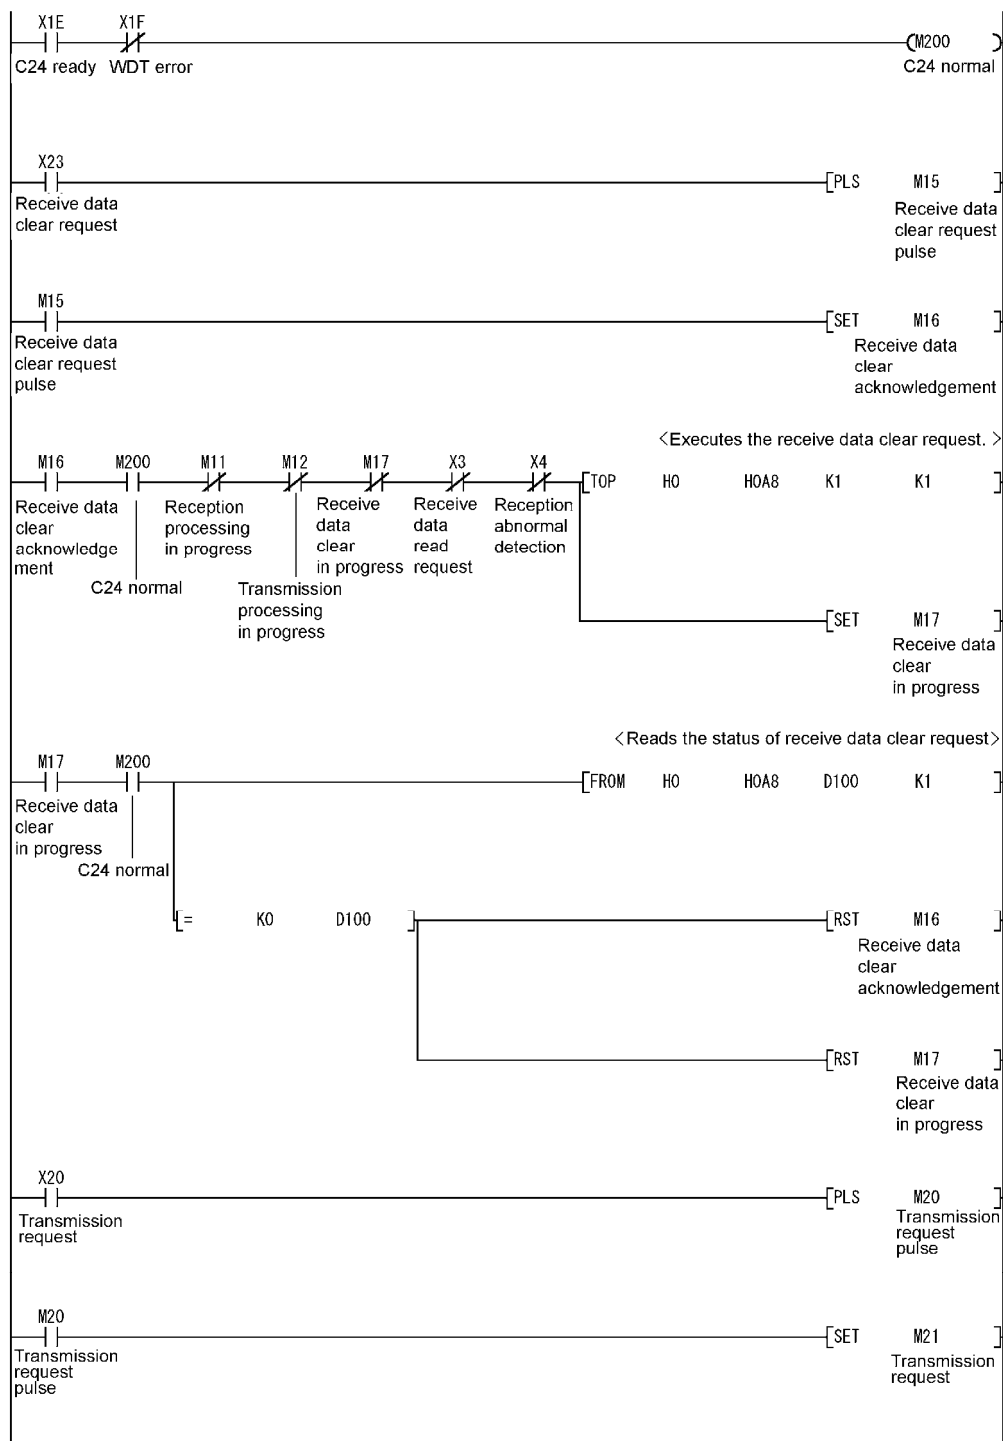 X1E X1F
(M200 )
C24 ready WDT error C24 normal
X23
[PLS M15 ]
Receive data
clear request
Receive data
clear request
pulse
M15
[SET M16 ]
Receive data
clear request
pulse
Receive data
clear
acknowledgement
<Executes the receive data clear request. >
M16 M200 M11 M12 M17 X3 X4
[TOP H0 H0A8 K1 K1 ]
Receive data
clear
acknowledge
ment
C24 normal
Reception
processing
in progress
Transmission
processing
in progress
Receive
data
clear
in progress
Receive
data
read
request
Reception
abnormal
detection
[SET M17 ]
Receive data
clear
in progress
<Reads the status of receive data clear request>
M17 M200
[FROM H0 H0A8 D100 K1 ]
Receive data
clear
in progress
C24 normal
[= K0 D100 ]
[RST M16 ]
Receive data
clear
acknowledgement
[RST M17 ]
Receive data
clear
in progress
X20
[PLS M20 ]
Transmission
request
Transmission
request
pulse
M20
[SET M21 ]
Transmission
request
pulse
Transmission
request